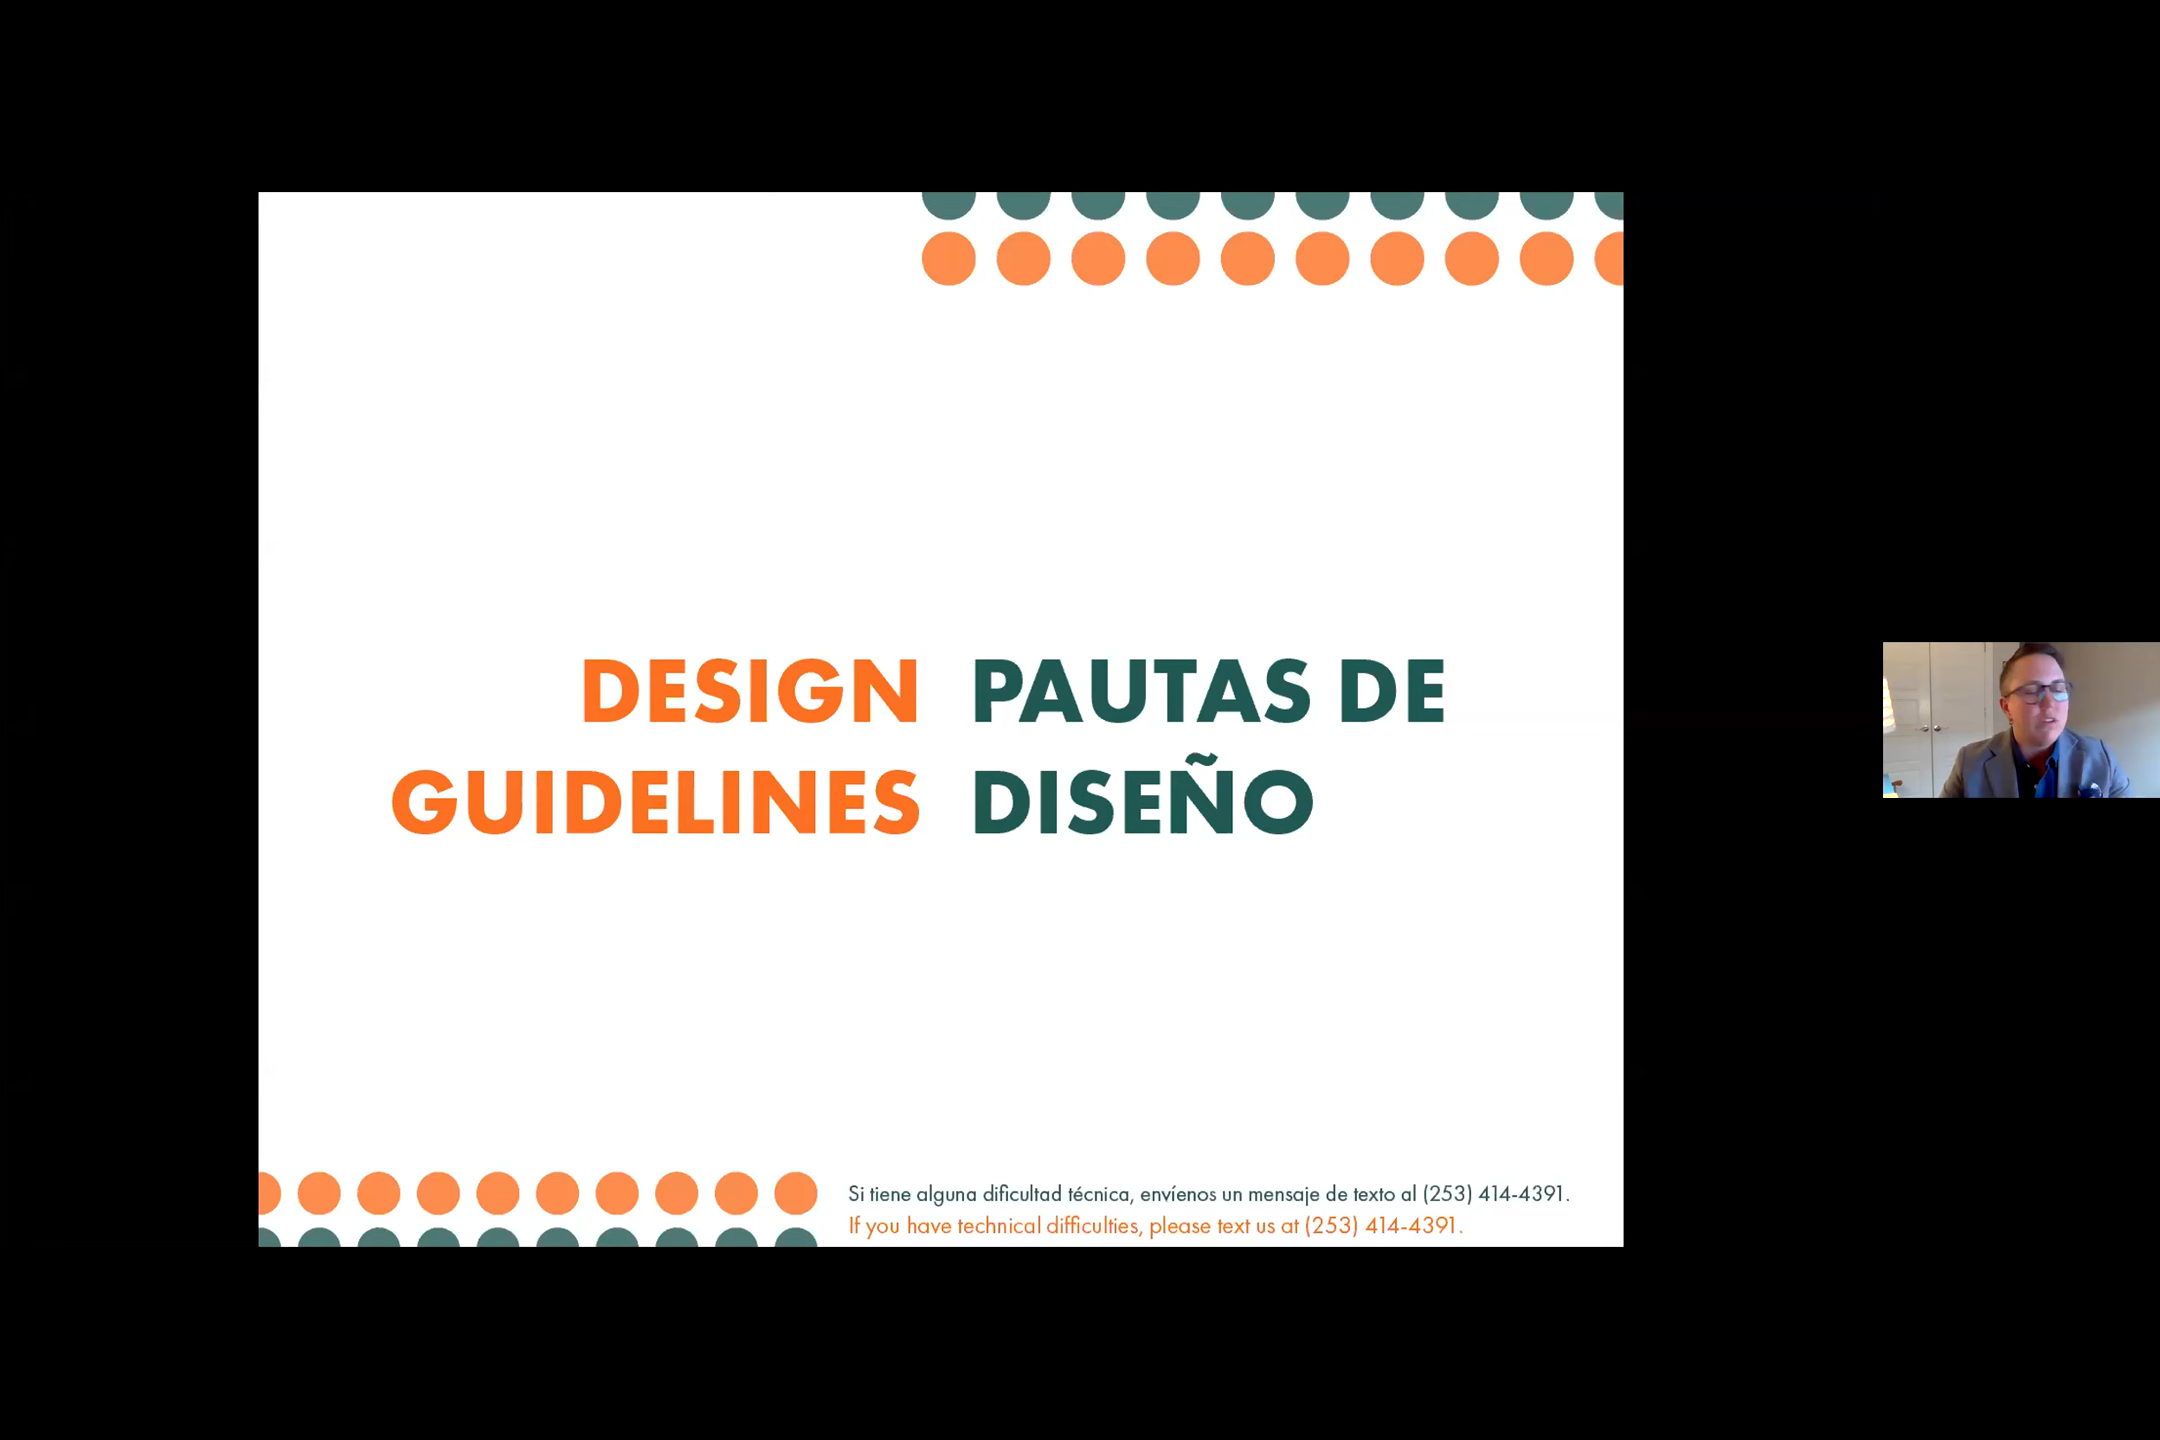 DESIGN
GUIDELINES
PAUTAS DE
DISEÑO
Si tiene alguna dificultad técnica, envíenos un mensaje de texto al (253) 414-4391.
If you have technical difficulties, please text us at (253) 414-4391.